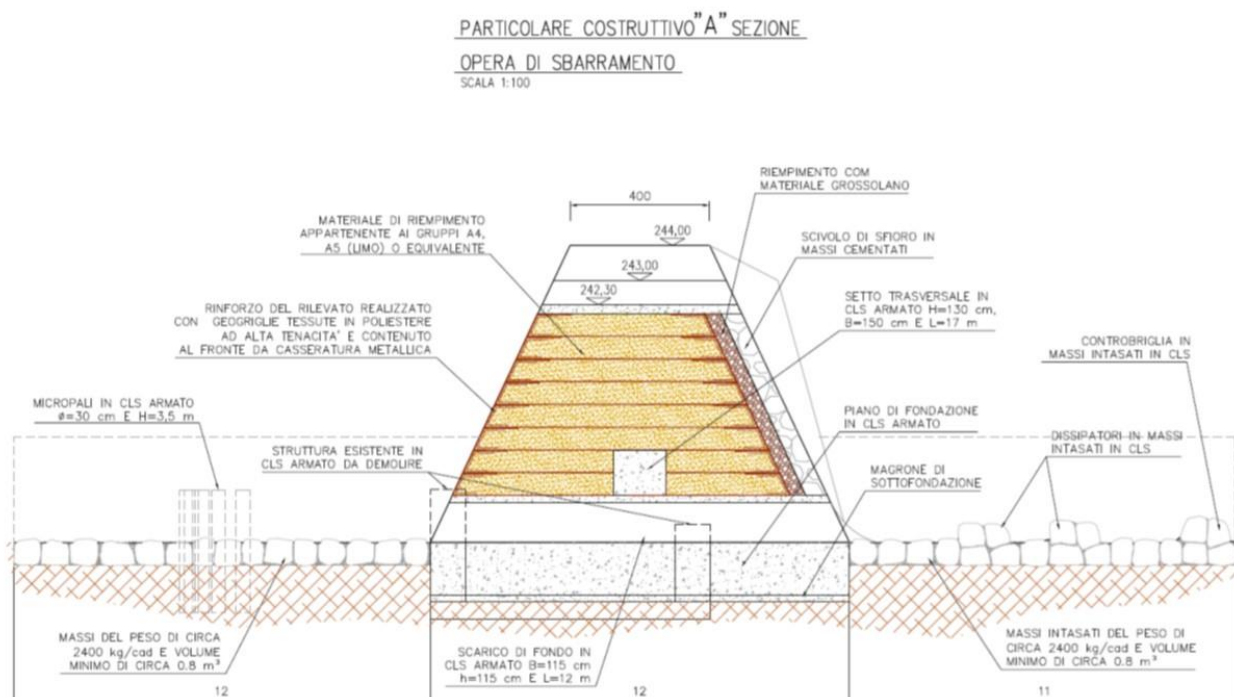 PARTICOLARE COSTRUTTIVO"A" SEZIONE
OPERA DI SBARRAMENTO
SCALA 1:100
RIEMPIMENTO COM
MATERIALE GROSSOLANO
400
MATERIALE DI RIEMPIMENTO
APPARTENENTE AI GRUPPI A4,
A5 (LIMO) O EQUIVALENTE
244,00
SCIVOLO DI SFIORO IN
MASSI CEMENTATI
243,00
242,30
RINFORZO DEL RILEVATO REALIZZATO
CON GEOGRIGLIE TESSUTE IN POLIESTERE
AD ALTA TENACITA' E CONTENUTO
AL FRONTE DA CASSERATURA METALLICA
SETTO TRASVERSALE IN
CLS ARMATO H=130 cm,
B=150 cm E L=17 m
CONTROBRIGLIA IN
MASSI INTASATI IN CLS
MICROPALI IN CLS ARMATO
ø=30 cm E H=3,5 m
PIANO DI FONDAZIONE
IN CLS ARMATO
STRUTTURA ESISTENTE IN
CLS ARMATO DA DEMOLIRE
DISSIPATORI IN MASSI
INTASATI IN CLS
MAGRONE DI
SOTTOFONDAZIONE
MASSI DEL PESO DI CIRCA
2400 kg/cad E VOLUME
MINIMO DI CIRCA 0.8 m³
SCARICO DI FONDO IN
CLS ARMATO B=115 cm
h=115 cm E L=12 m
MASSI INTASATI DEL PESO DI
CIRCA 2400 kg/cad E VOLUME
MINIMO DI CIRCA 0.8 m³
12
12
11